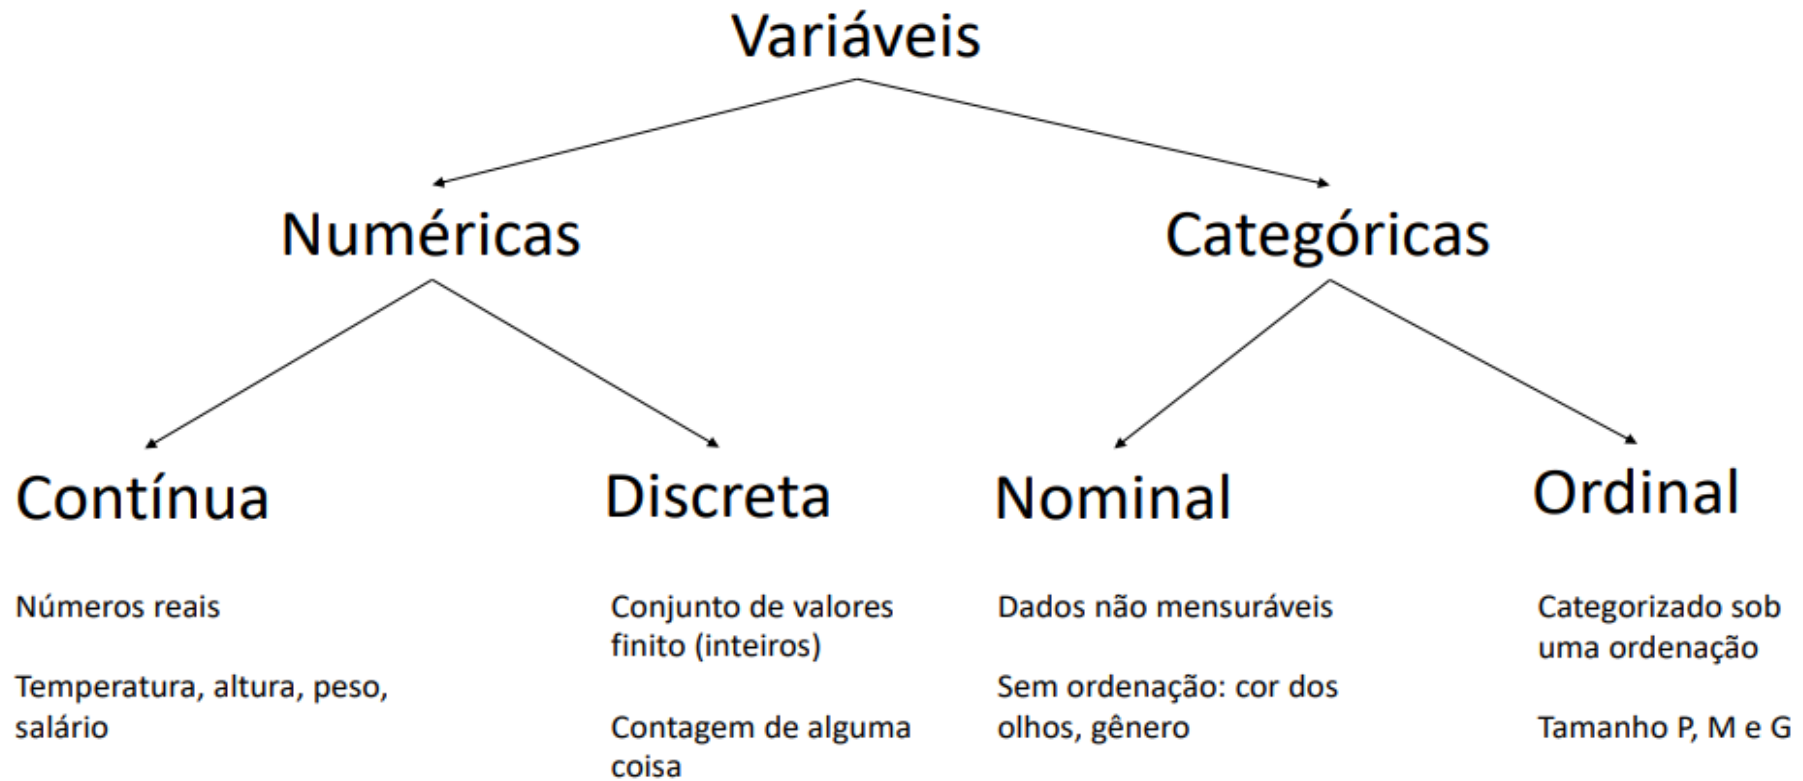 Variáveis
Numéricas
Categóricas
Contínua
Discreta
Nominal
Ordinal
Números reais
Temperatura, altura, peso,
salário
Conjunto de valores
finito (inteiros)
Contagem de alguma
coisa
Dados não mensuráveis
Sem ordenação: cor dos
olhos, gênero
Categorizado sob
uma ordenação
Tamanho P, M e G